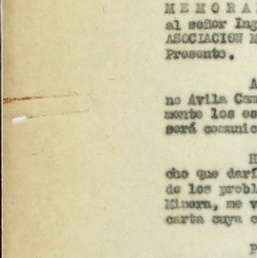 M E M O R A
al señor Ing
ASOCIACION M
Presente.
A
no Avila Cam
mente los es
será comunic
H
cho que darí
de los probl
Minera, me v
carta cuya c
P